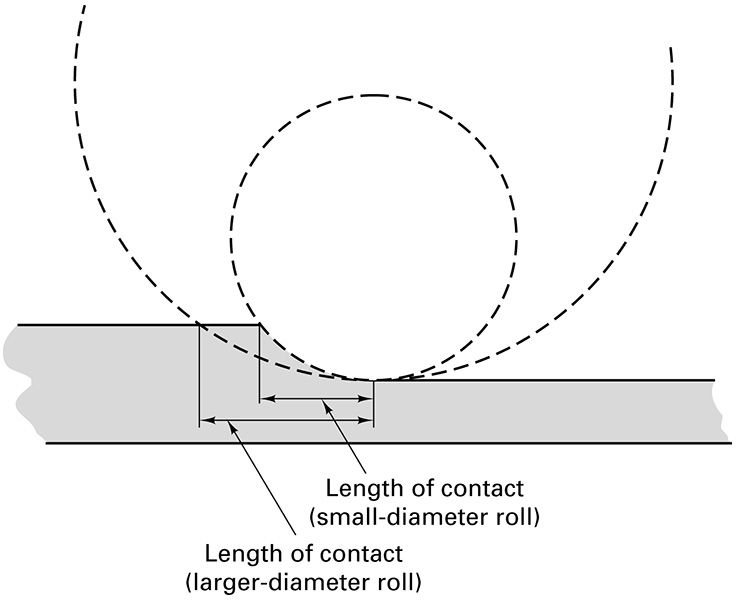 Length of contact
(small-diameter roll)
Length of contact
(larger-diameter roll)